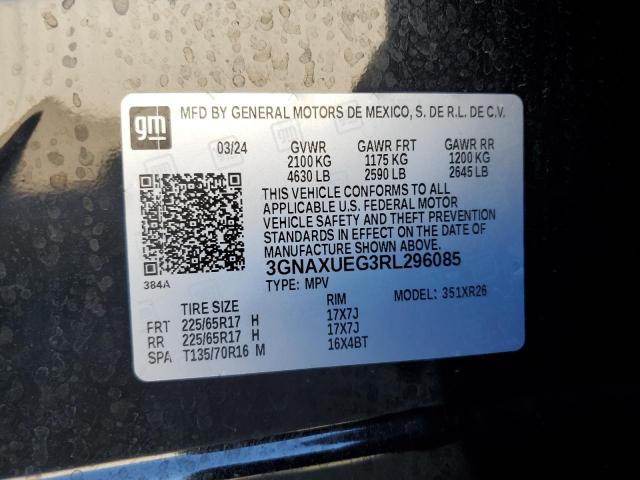 gm MFD BY GENERAL MOTORS DE MEXICO, S. DE R.L. DE C.V.
03/24 GVWR GAWR FRT GAWR RR
2100 KG 1175 KG 1200 KG
4630 LB 2590 LB 2645 LB
THIS VEHICLE CONFORMS TO ALL
APPLICABLE U.S. FEDERAL MOTOR
VEHICLE SAFETY AND THEFT PREVENTION
STANDARDS IN EFFECT ON THE DATE OF
MANUFACTURE SHOWN ABOVE.
3GNAXUEG3RL296085
384A TYPE: MPV MODEL: 351XR26
TIRE SIZE RIM
FRT 225/65R17 H 17X7J
RR 225/65R17 H 17X7J
SPA T135/70R16 M 16X4BT